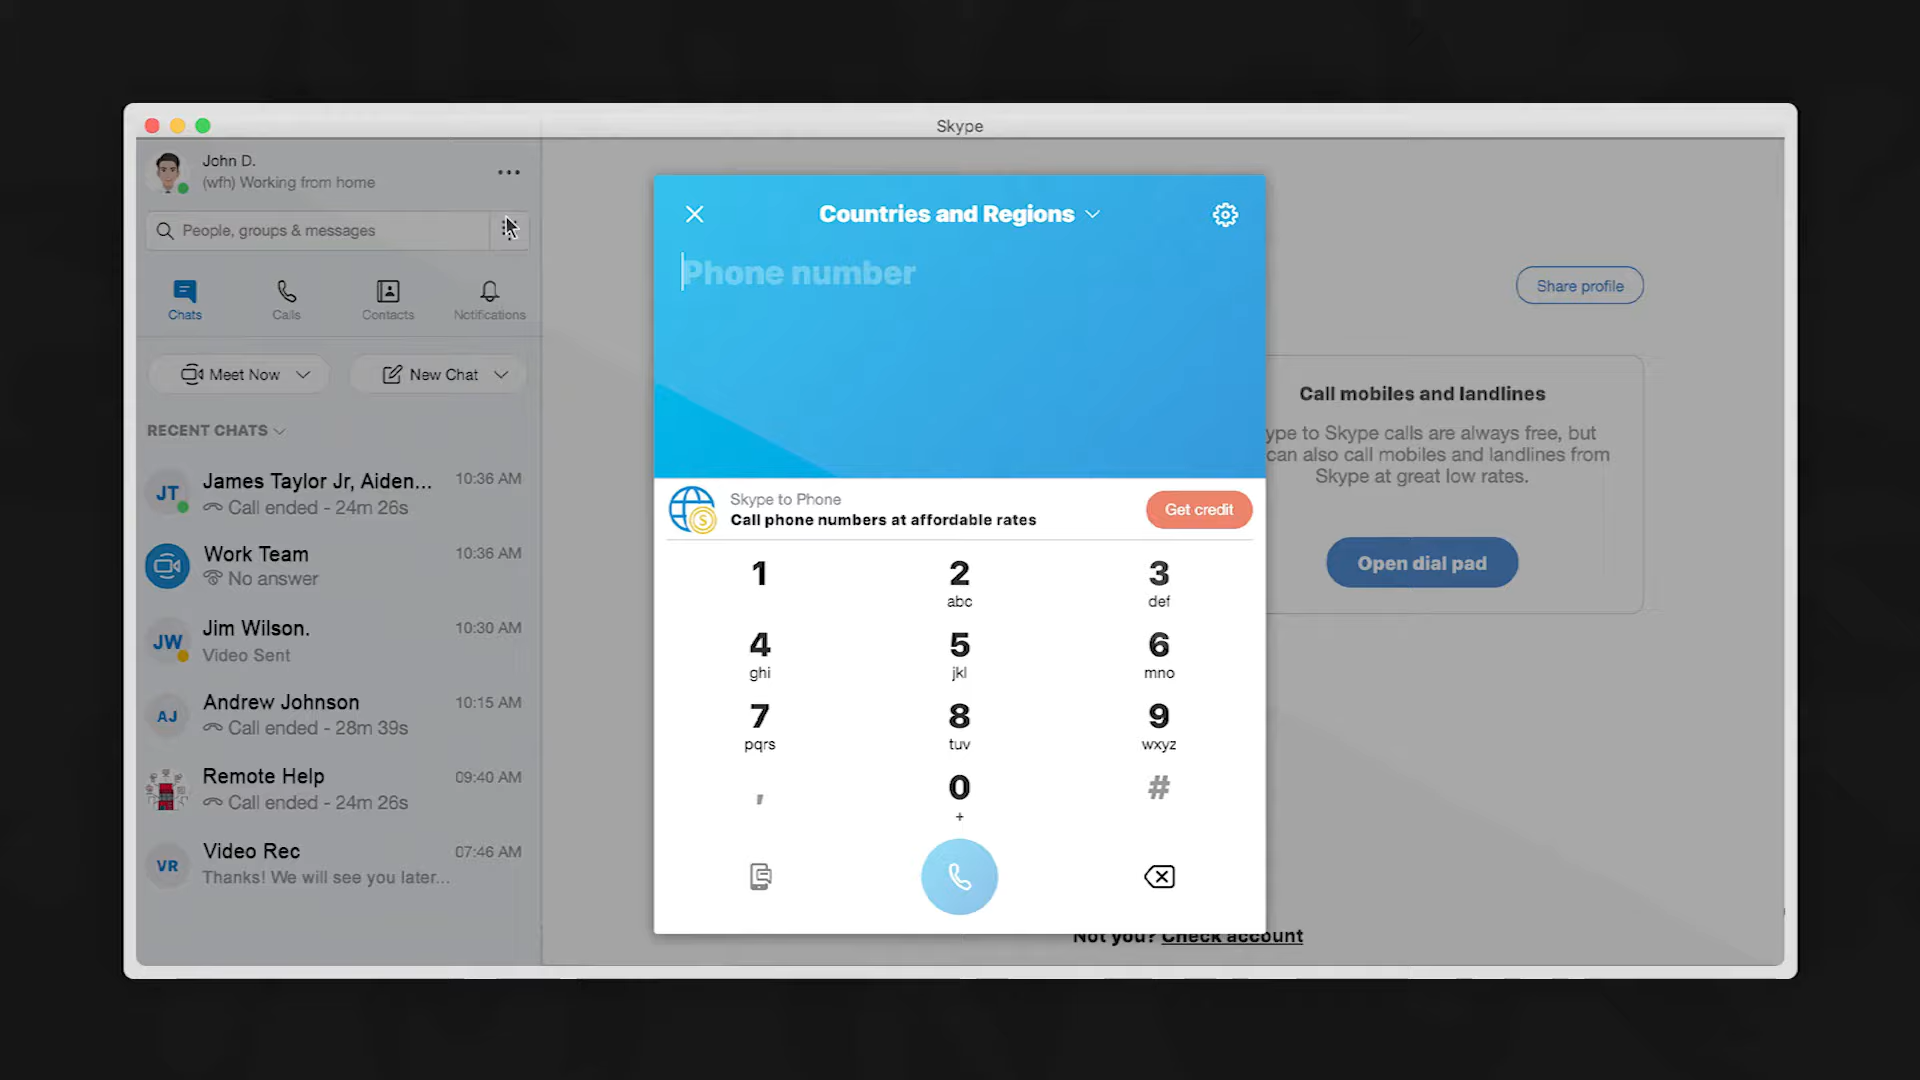 Skype
John D.
(wfh) Working from home
People, groups & messages
Chats
Calls
Contacts
Notifications
Meet Now
New Chat
RECENT CHATS
JT
James Taylor Jr, Aiden...
10:36 AM
Call ended - 24m 26s
Work Team
10:36 AM
No answer
JW
Jim Wilson.
10:30 AM
Video Sent
AJ
Andrew Johnson
10:15 AM
Call ended - 28m 39s
Remote Help
09:40 AM
Call ended - 24m 26s
VR
Video Rec
07:46 AM
Thanks! We will see you later...
Countries and Regions
Phone number
Skype to Phone
Call phone numbers at affordable rates
Get credit
1
2
abc
3
def
4
ghi
5
jkl
6
mno
7
pqrs
8
tuv
9
wxyz
,
0
+
#
Share profile
Call mobiles and landlines
ype to Skype calls are always free, but
can also call mobiles and landlines from
Skype at great low rates.
Open dial pad
Not you? Check account